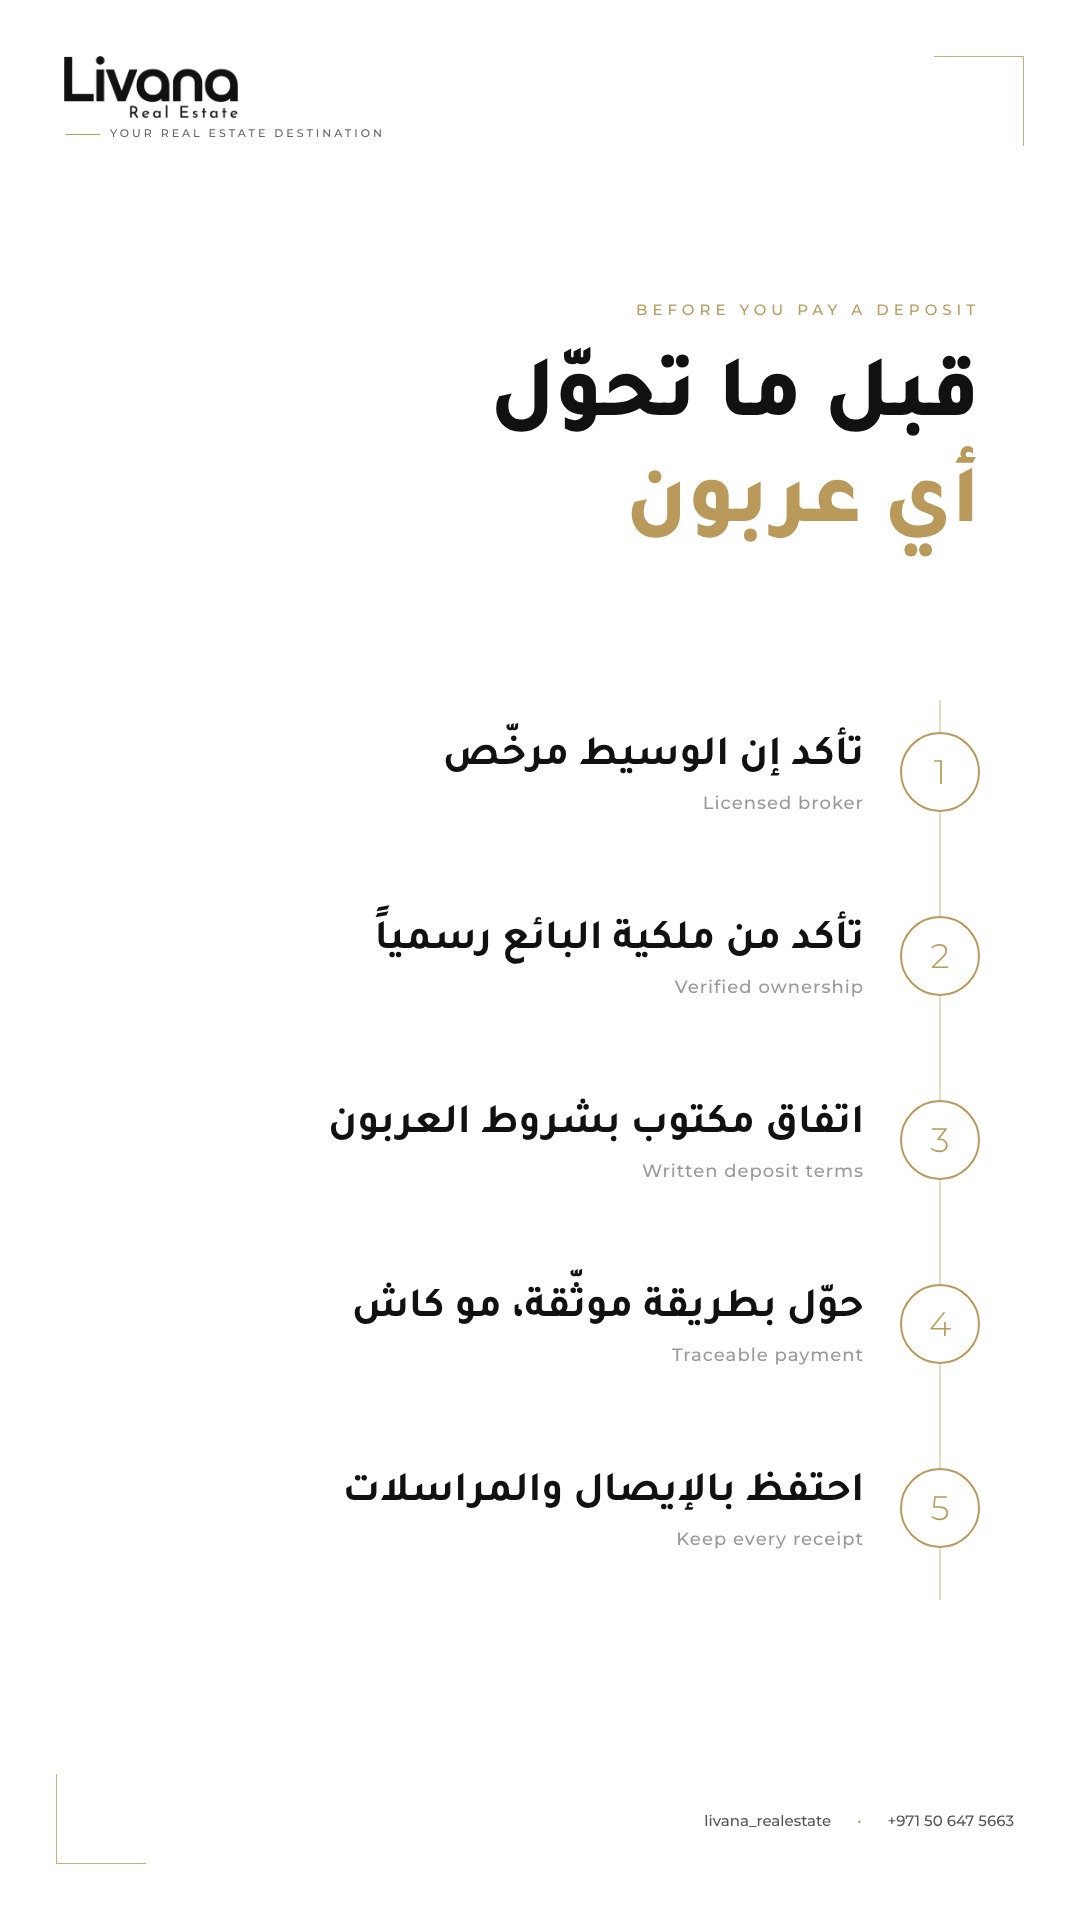 Livana
Real Estate
YOUR REAL ESTATE DESTINATION
BEFORE YOU PAY A DEPOSIT
قبل ما تحوّل
أي عربون
1
تأكد إن الوسيط مرخّص
Licensed broker
2
تأكد من ملكية البائع رسمياً
Verified ownership
3
اتفاق مكتوب بشروط العربون
Written deposit terms
4
حوّل بطريقة موثّقة، مو كاش
Traceable payment
5
احتفظ بالإيصال والمراسلات
Keep every receipt
livana_realestate · +971 50 647 5663